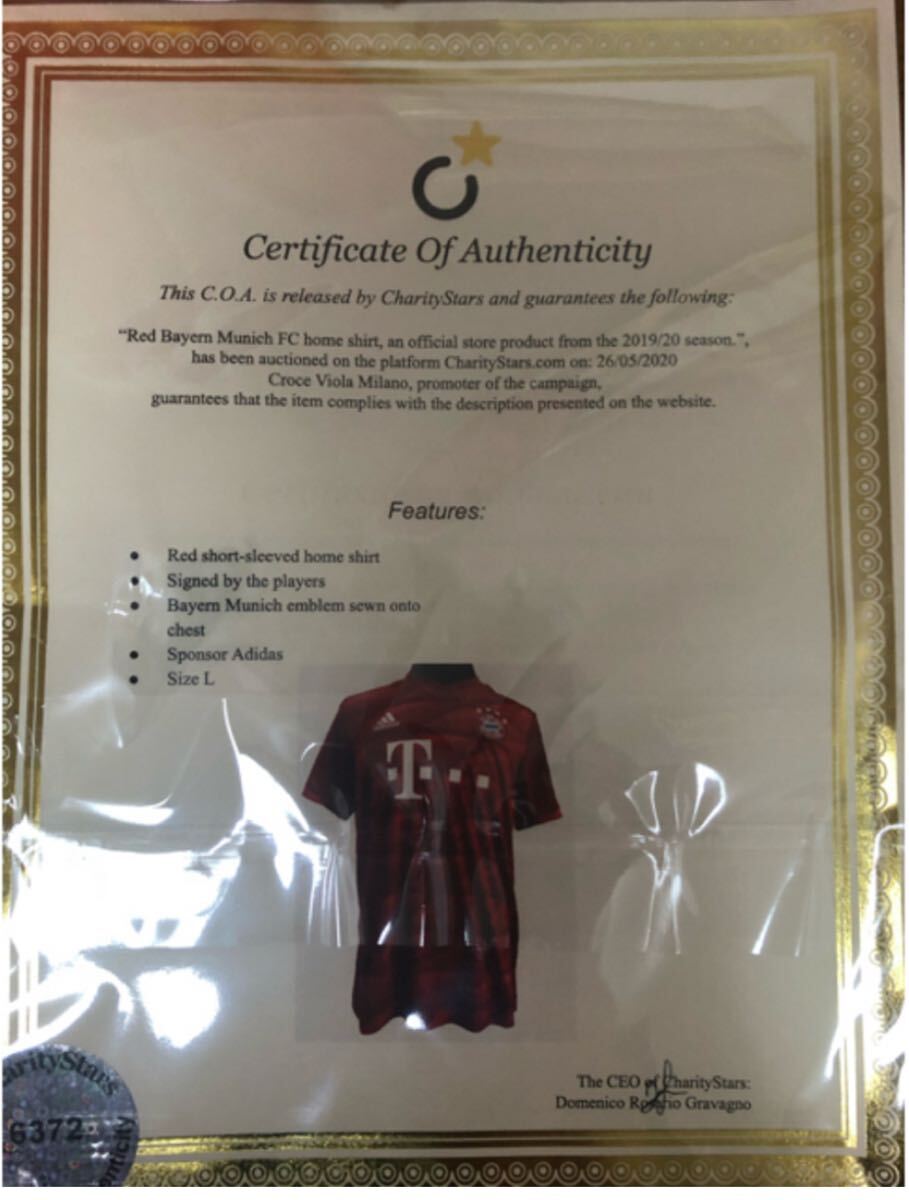 Certificate Of Authenticity
This C.O.A. is released by CharityStars and guarantees the following:
“Red Bayern Munich FC home shirt, an official store product from the 2019/20 season.”,
has been auctioned on the platform CharityStars.com on: 26/05/2020
Croce Viola Milano, promoter of the campaign,
guarantees that the item complies with the description presented on the website.
Features:
• Red short-sleeved home shirt
• Signed by the players
• Bayern Munich emblem sewn onto
chest
• Sponsor Adidas
• Size L
T
The CEO of CharityStars:
Domenico Rosario Gravagno
arityStars
6372
enticity